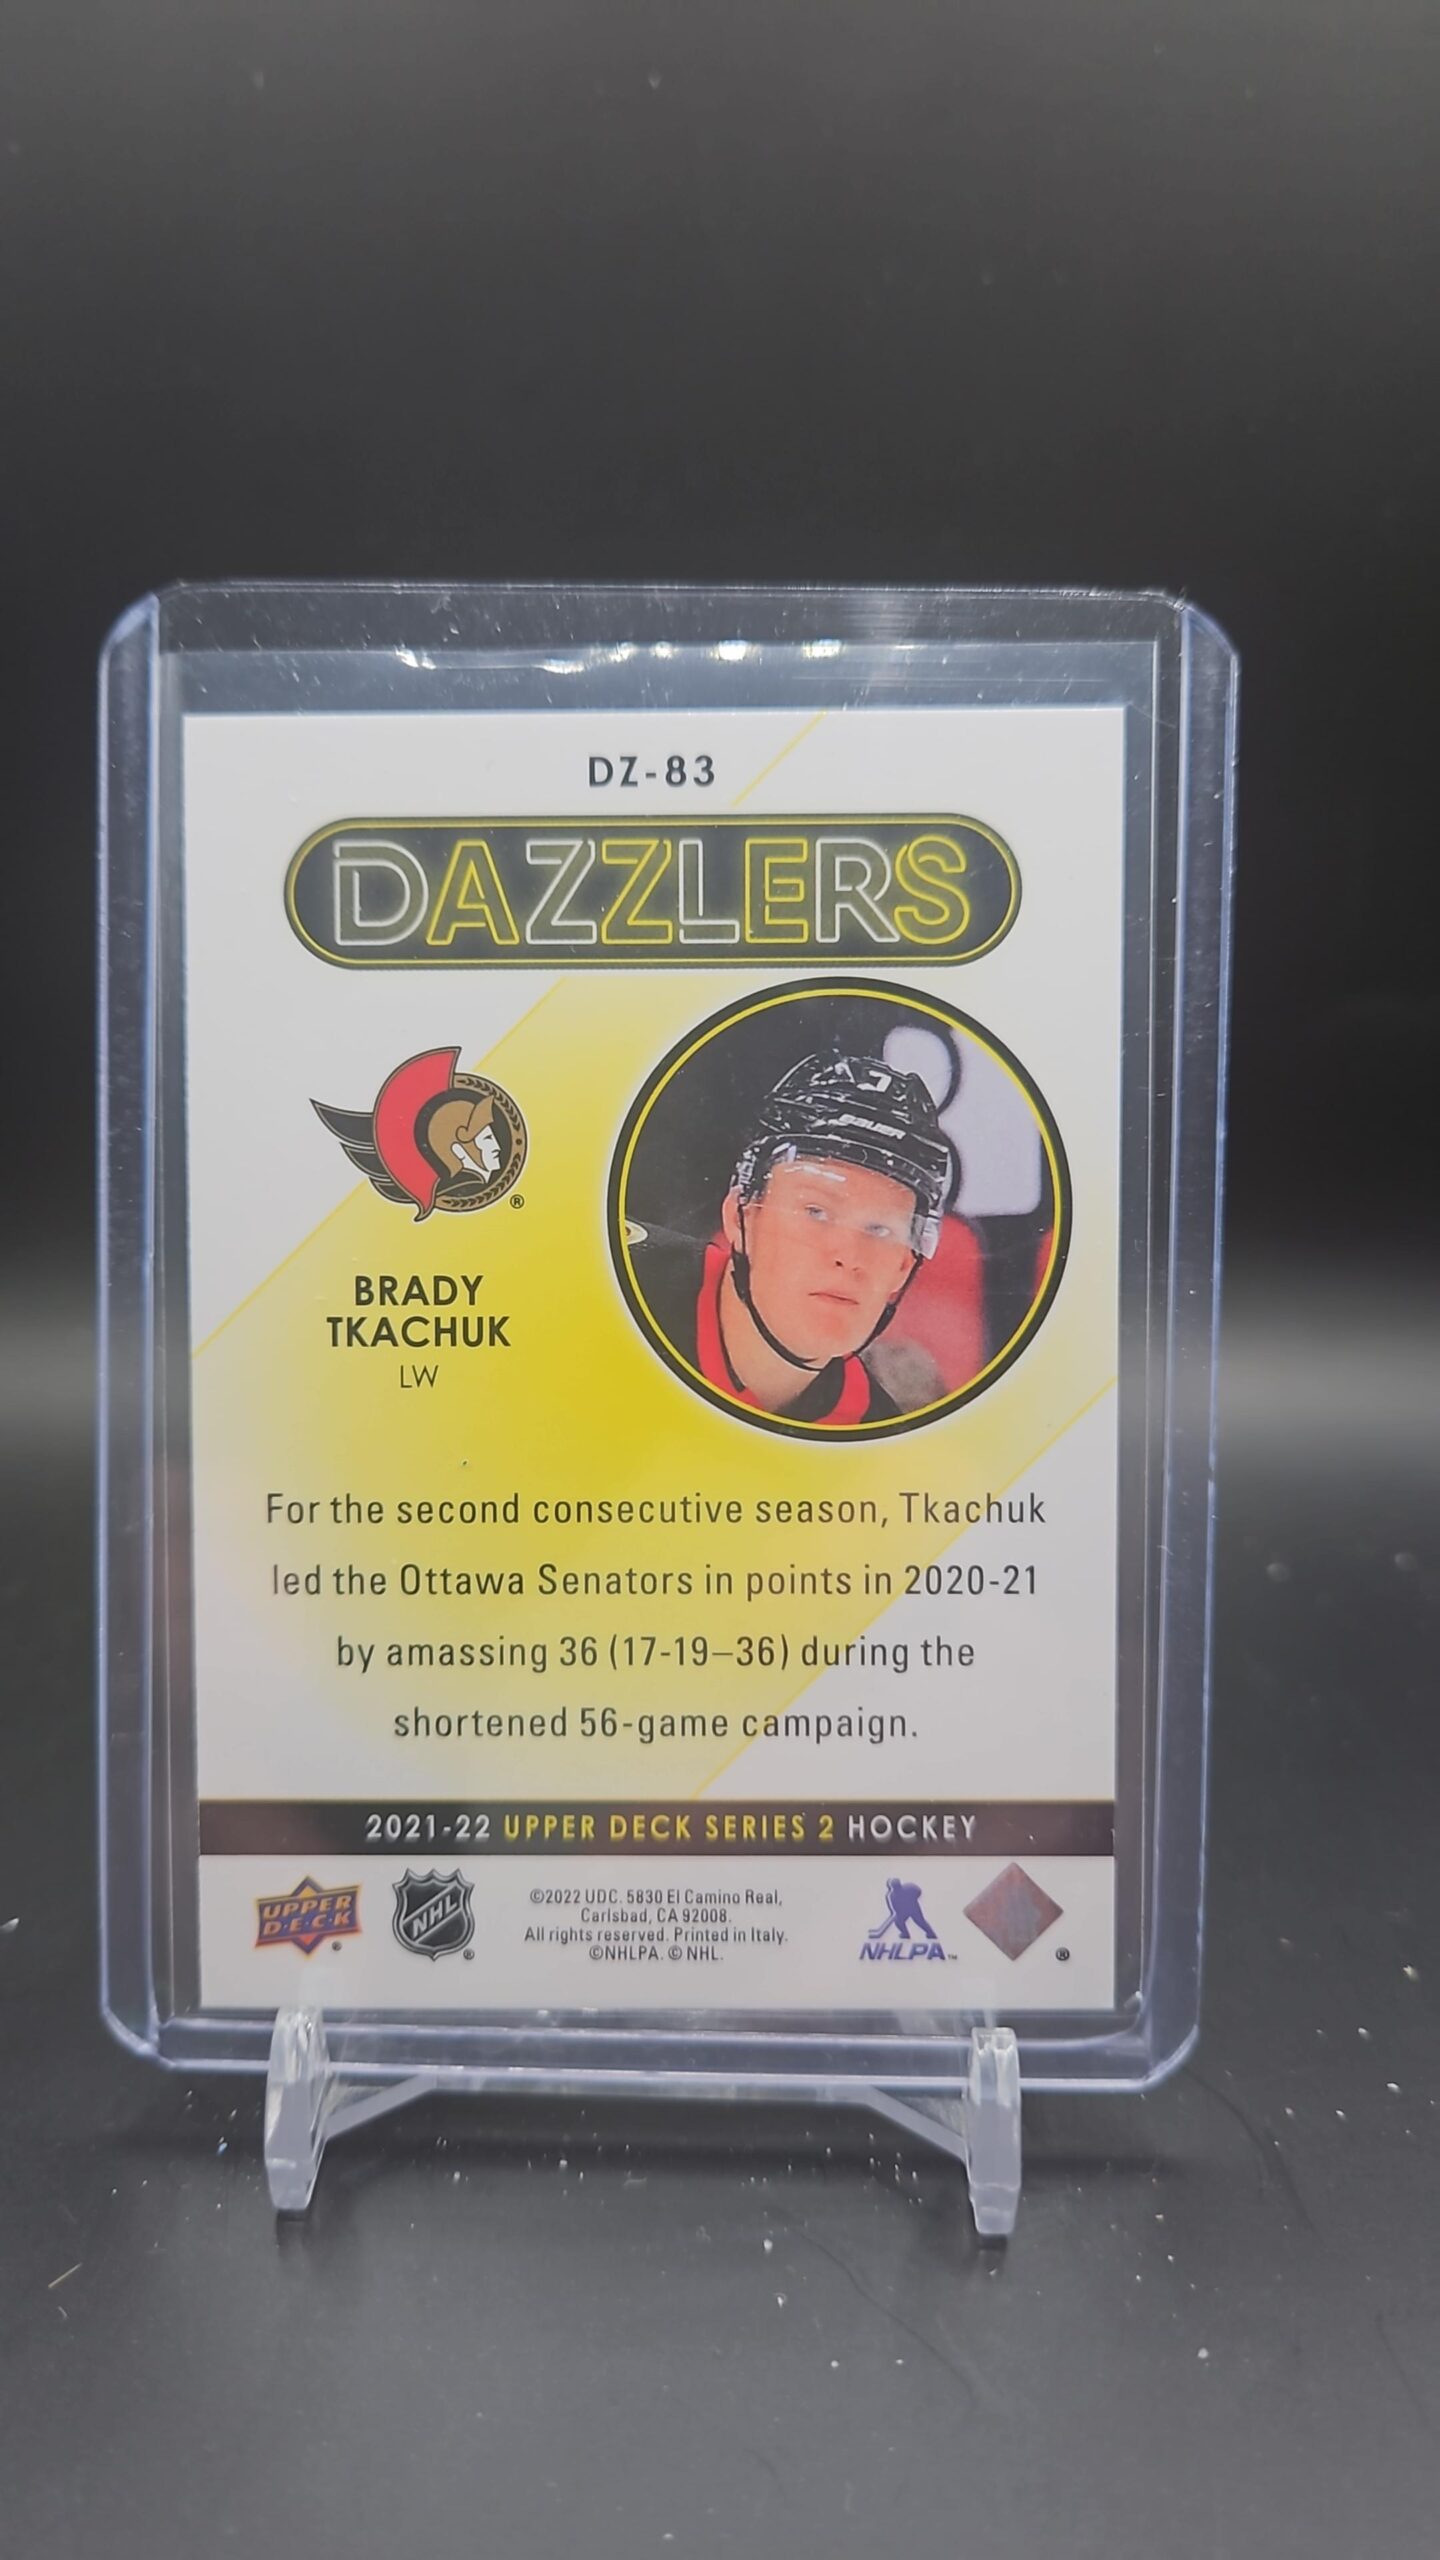 DZ-83
DAZZLERS
®
BRADY
TKACHUK
LW
7
BAUER
For the second consecutive season, Tkachuk
led the Ottawa Senators in points in 2020-21
by amassing 36 (17-19—36) during the
shortened 56-game campaign.
2021-22 UPPER DECK SERIES 2 HOCKEY
UPPER
D·E·C·K
®
NHL
®
©2022 UDC. 5830 El Camino Real,
Carlsbad, CA 92008.
All rights reserved. Printed in Italy.
©NHLPA. © NHL.
NHLPA™
®